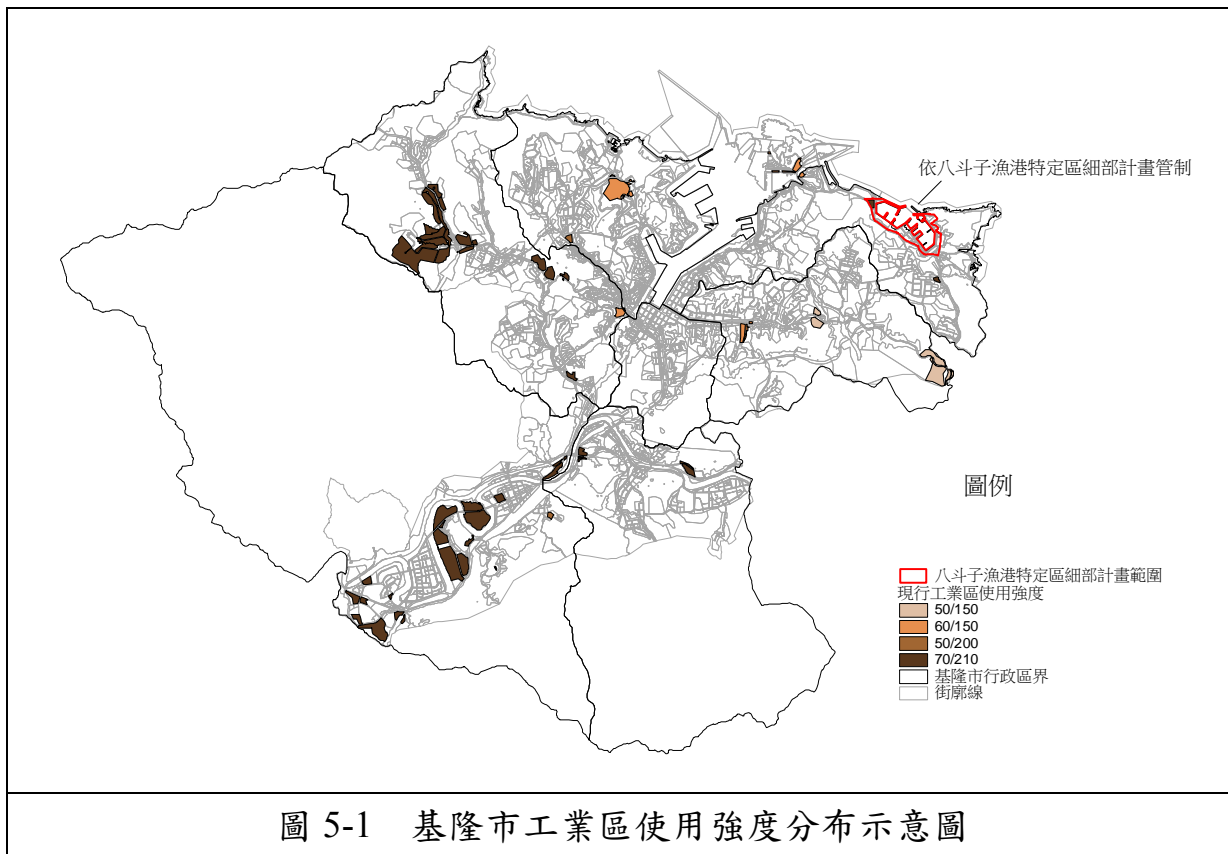 依八斗子漁港特定區細部計畫管制
圖例
八斗子漁港特定區細部計畫範圍
現行工業區使用強度
50/150
60/150
50/200
70/210
基隆市行政區界
街廓線
圖 5-1 基隆市工業區使用強度分布示意圖